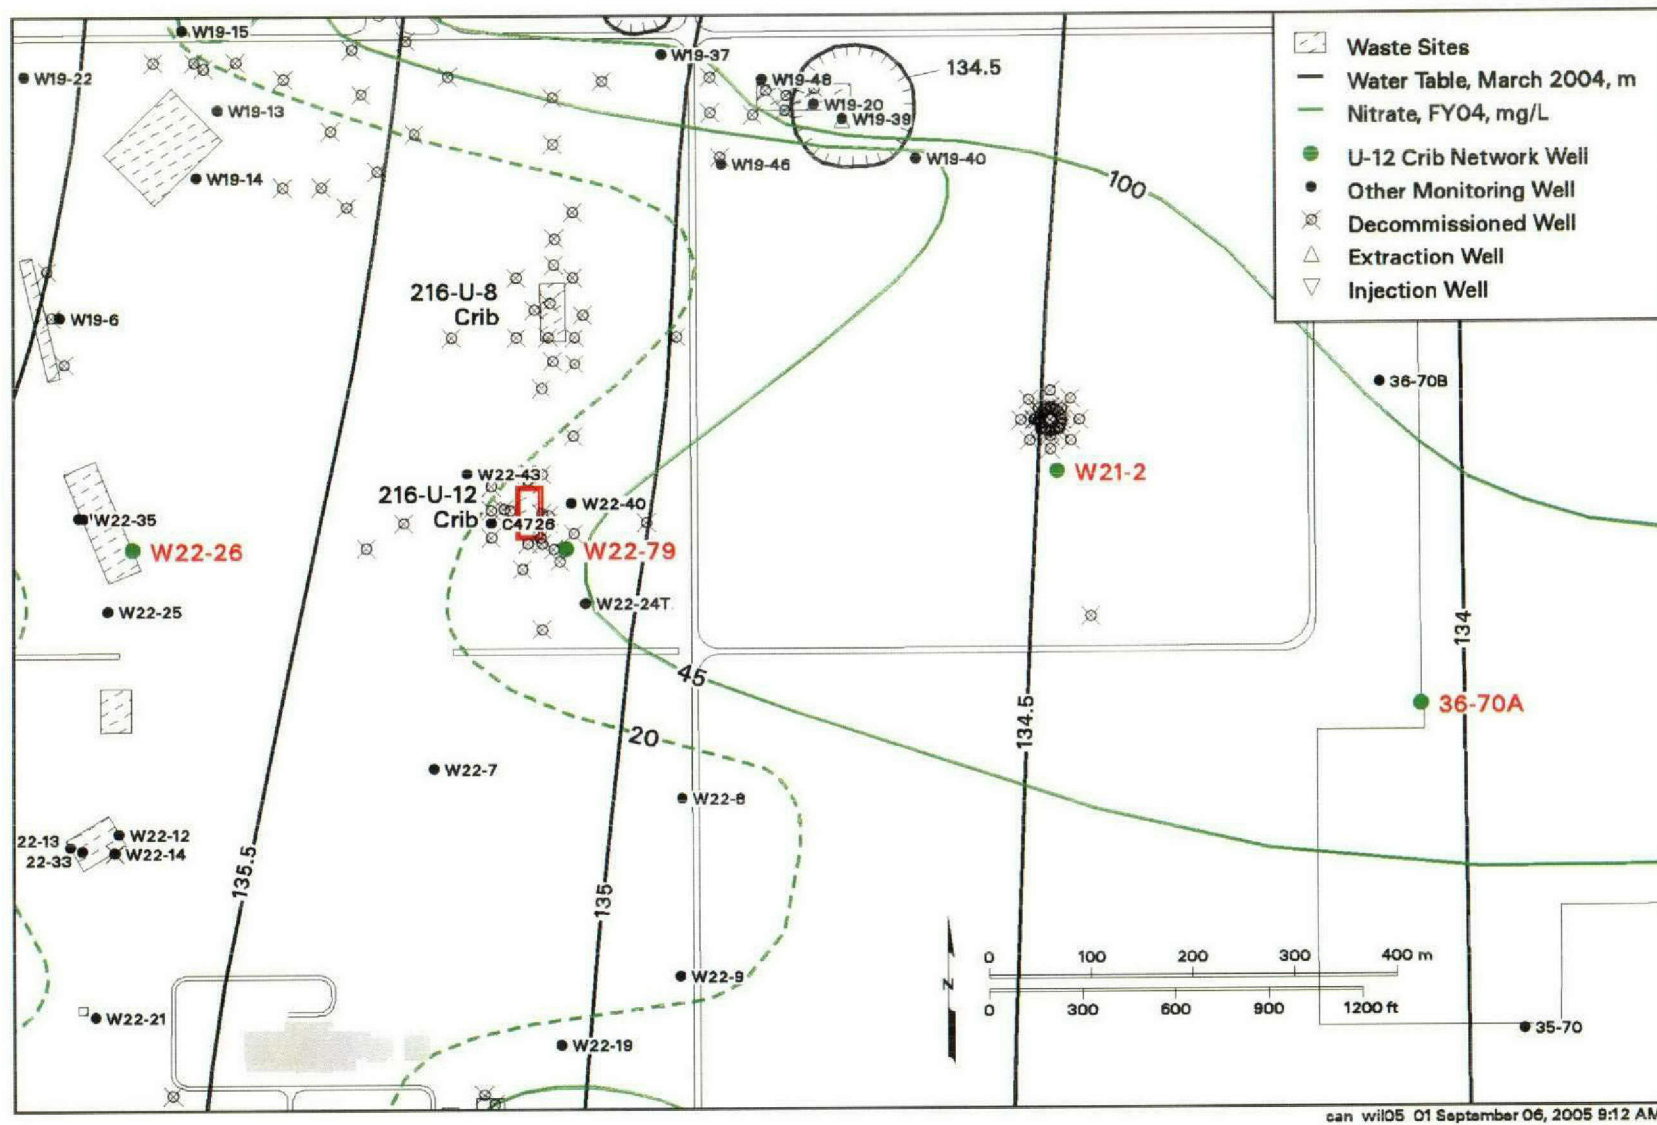 W19-15
W19-22
W19-13
W19-14
W19-37
W19-48
W19-20
W19-39
W19-46
W19-40
134.5
100
Waste Sites
Water Table, March 2004, m
Nitrate, FY04, mg/L
U-12 Crib Network Well
Other Monitoring Well
Decommissioned Well
Extraction Well
Injection Well
216-U-8
Crib
W19-6
36-70B
W22-43
216-U-12
Crib
C4726
W22-40
W21-2
W22-35
W22-26
W22-79
W22-25
W22-24T
134
45
20
134.5
36-70A
W22-7
W22-8
22-13
22-33
W22-12
W22-14
135.5
135
W22-9
W22-21
W22-19
N
0 100 200 300 400 m
0 300 600 900 1200 ft
35-70
can_wil05_01 September 06, 2005 9:12 AM